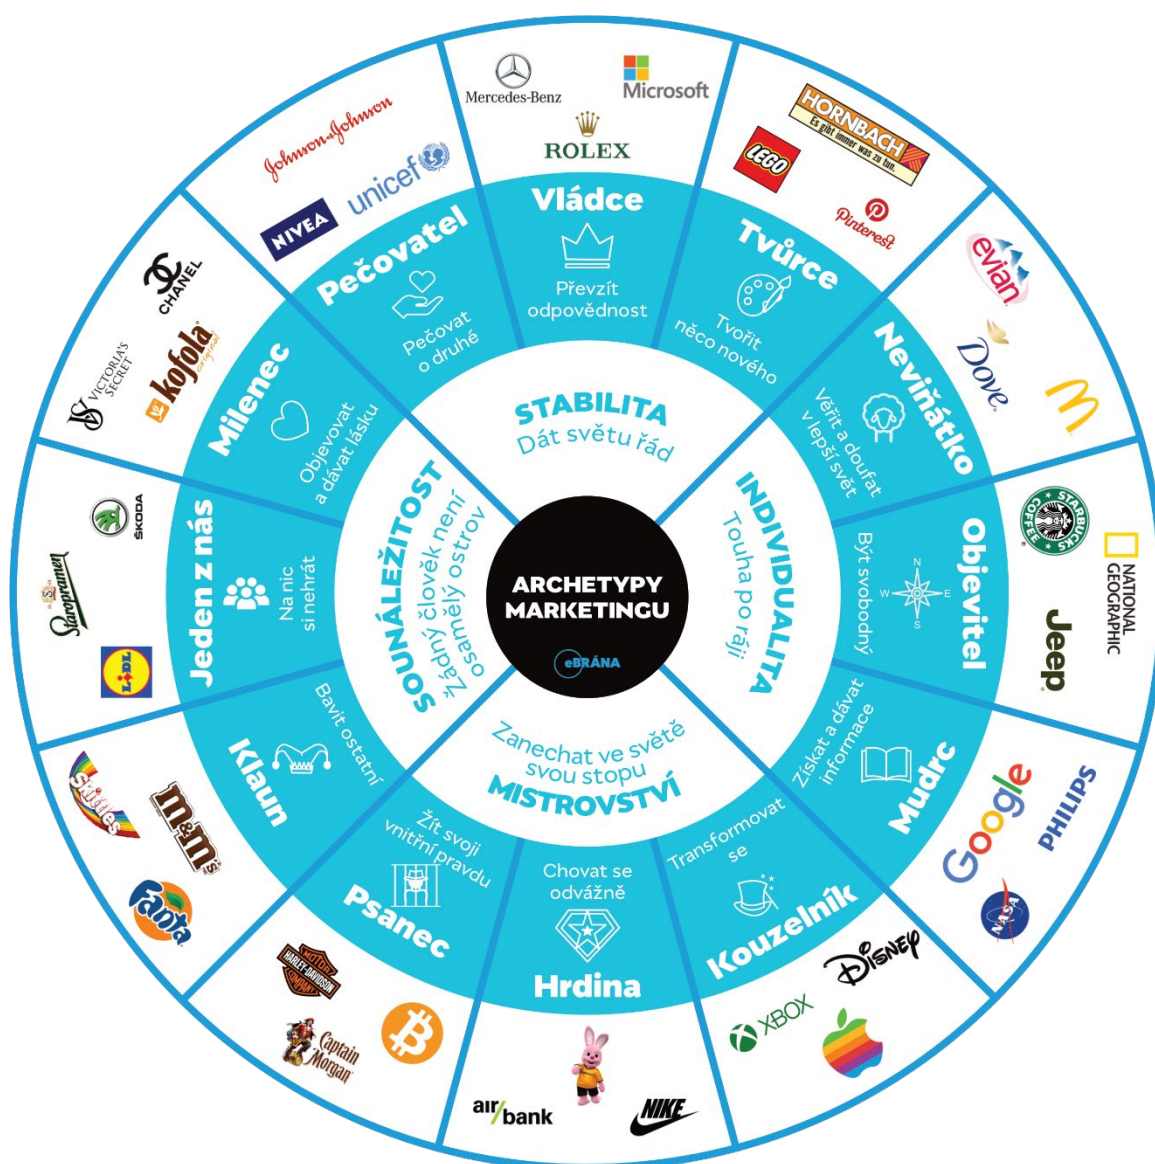 ARCHETYPY
MARKETINGU
eBRÁNA
STABILITA
Dát světu řád
Vládce
Převzít
odpovědnost
Mercedes-Benz
Microsoft
ROLEX
Tvůrce
Tvořit
něco nového
HORNBACH
Es gibt immer was zu tun.
LEGO
Pinterest
INDIVIDUALITA
Touha po ráji
Neviňátko
Věřit a doufat
v lepší svět
evian
Dove
M
Objevitel
Být svobodný
N
W
E
S
STARBUCKS
COFFEE
NATIONAL
GEOGRAPHIC
Jeep
Mudrc
Získat a dávat
informace
Google
PHILIPS
NASA
Zanechat ve světě
svou stopu
MISTROVSTVÍ
Kouzelník
Transformovat
se
Disney
XBOX
Hrdina
Chovat se
odvážně
air/bank
NIKE
Psanec
Žít svoji
vnitřní pravdu
MOTOR
HARLEY-DAVIDSON
COMPANY
Captain
Morgan
SOUNÁLEŽITOST
Žádný člověk není
osamělý ostrov
Klaun
Bavit ostatní
Skittles
m&m's
Fanta
Jeden z nás
Na nic
si nehrát
ŠKODA
Staropramen
LIDL
Milenec
Objevovat
a dávat lásku
CHANEL
VS
VICTORIA'S
SECRET
kofola
original
Pečovatel
Pečovat
o druhé
Johnson & Johnson
NIVEA
unicef